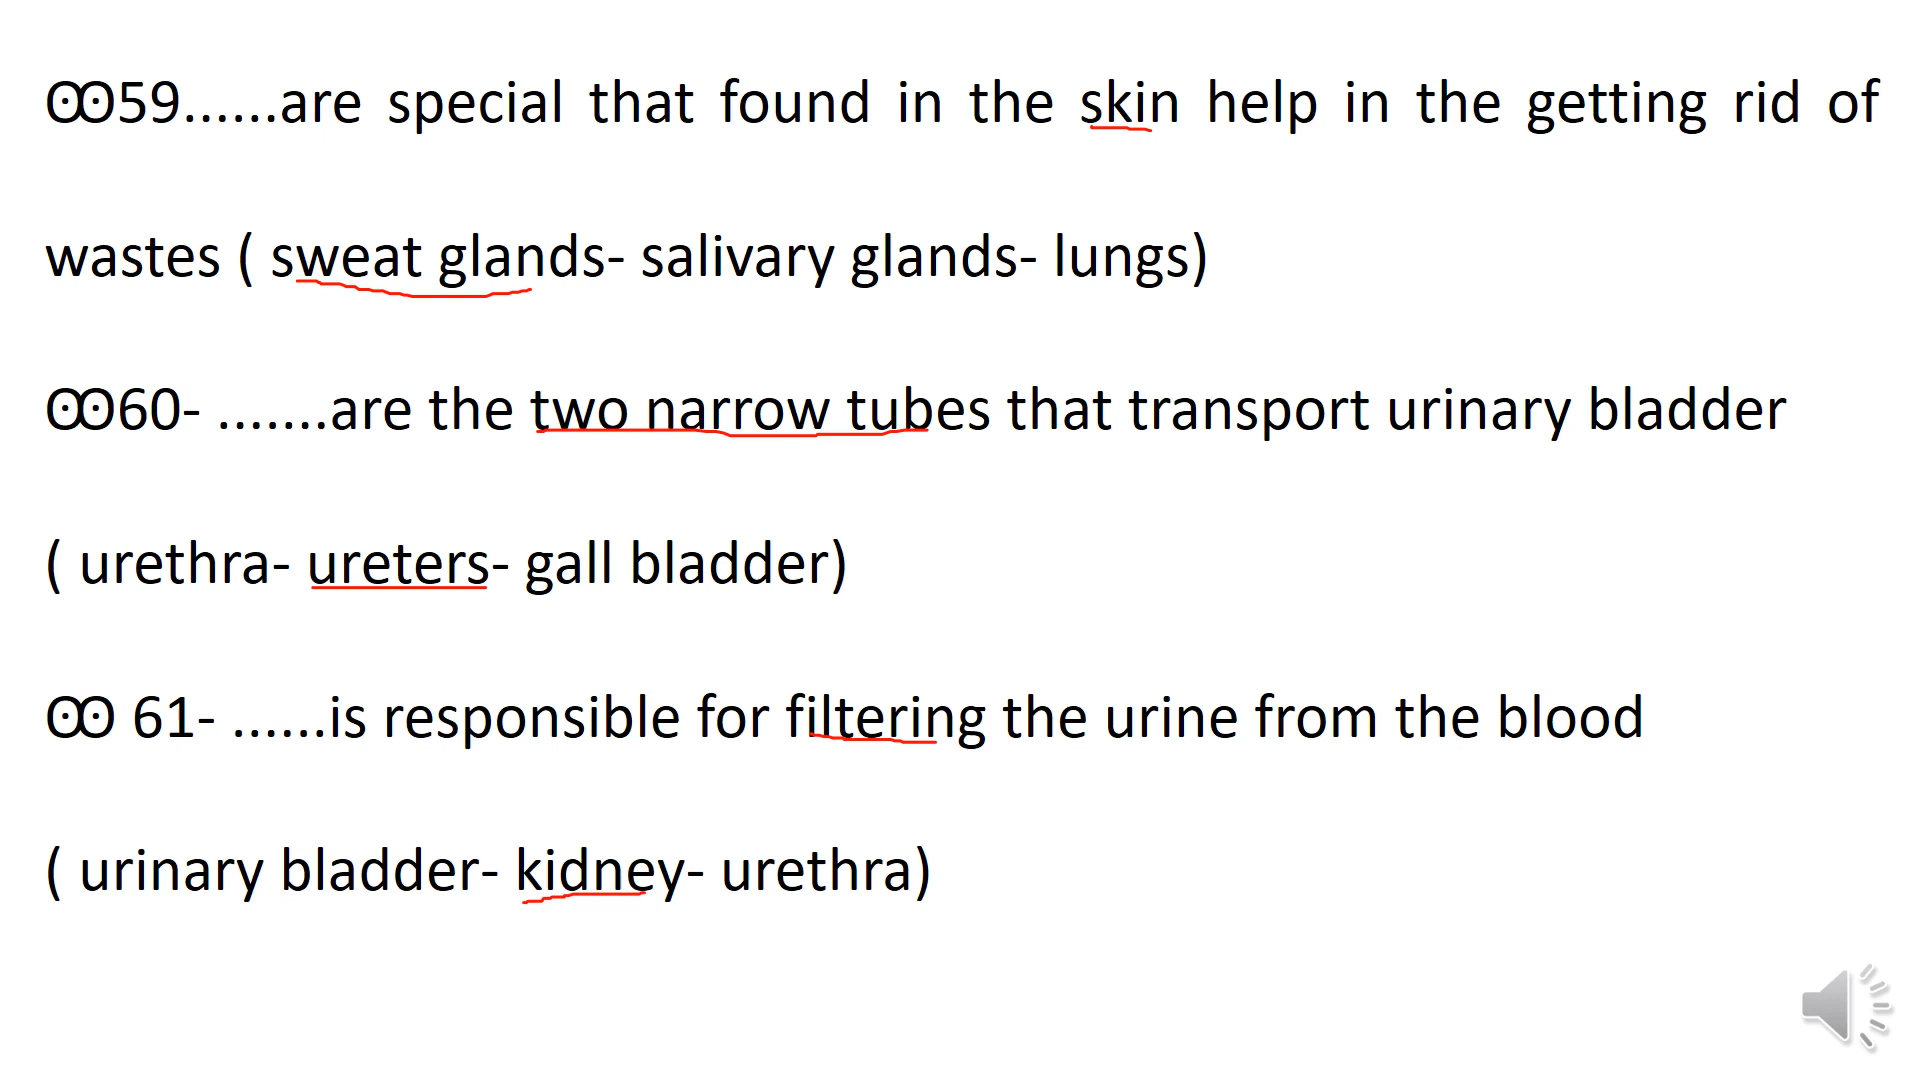 ꙭ59......are special that found in the skin help in the getting rid of
wastes ( sweat glands- salivary glands- lungs)
ꙭ60- .......are the two narrow tubes that transport urinary bladder
( urethra- ureters- gall bladder)
ꙭ 61- ......is responsible for filtering the urine from the blood
( urinary bladder- kidney- urethra)